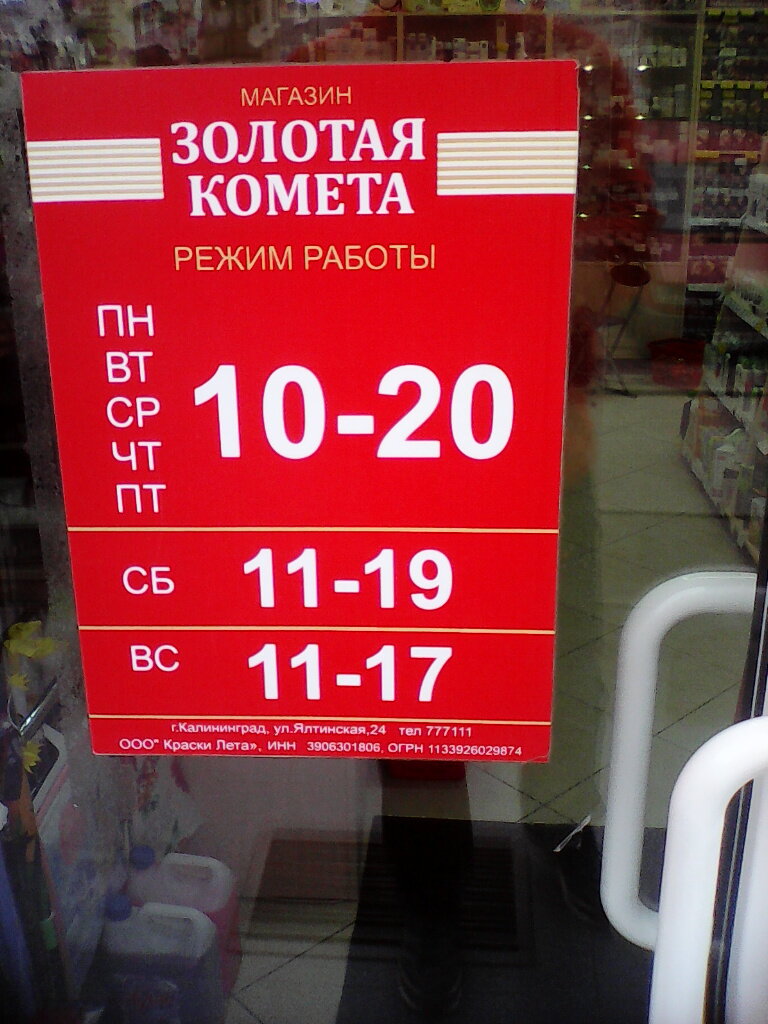 МАГАЗИН
ЗОЛОТАЯ
КОМЕТА
РЕЖИМ РАБОТЫ
ПН
ВТ
СР
ЧТ
ПТ
10-20
СБ 11-19
ВС 11-17
г.Калининград, ул.Ялтинская,24 тел 777111
ООО" Краски Лета», ИНН 3906301806, ОГРН 1133926029874